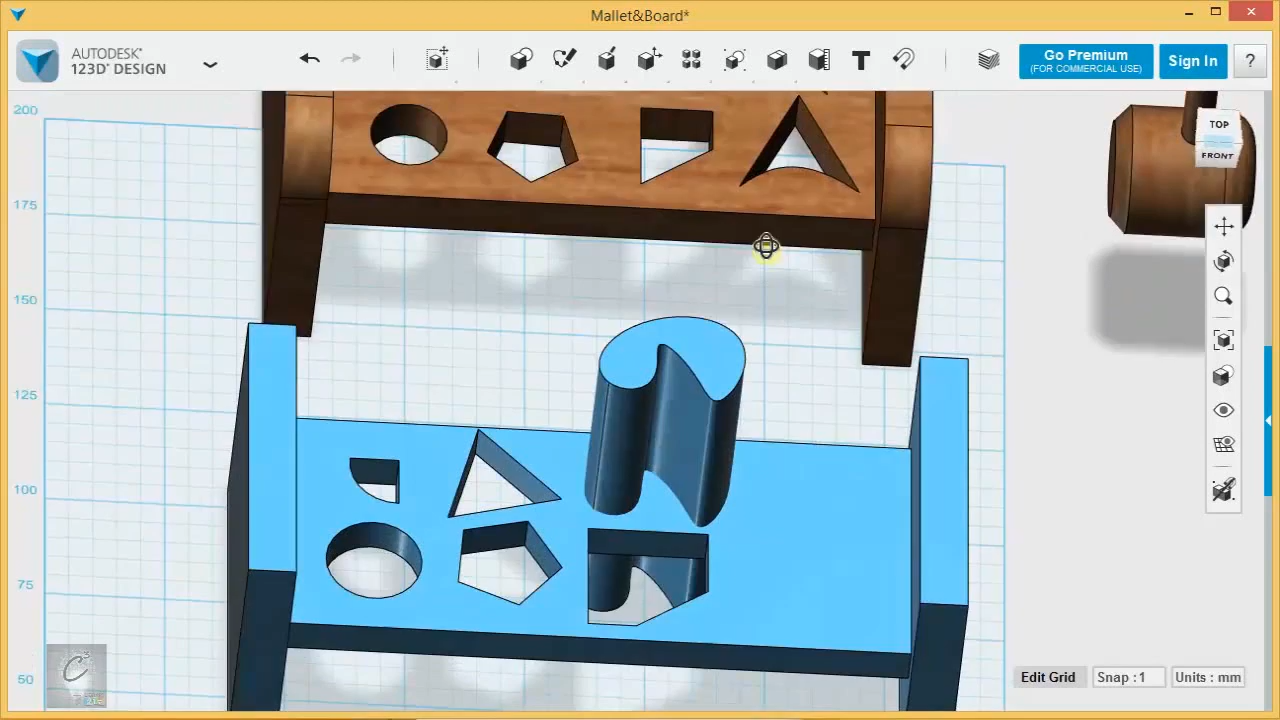 Mallet&Board*
AUTODESK®
123D® DESIGN
Go Premium
(FOR COMMERCIAL USE)
Sign In
?
T
TOP
FRONT
200
175
150
125
100
75
50
Edit Grid
Snap : 1
Units : mm